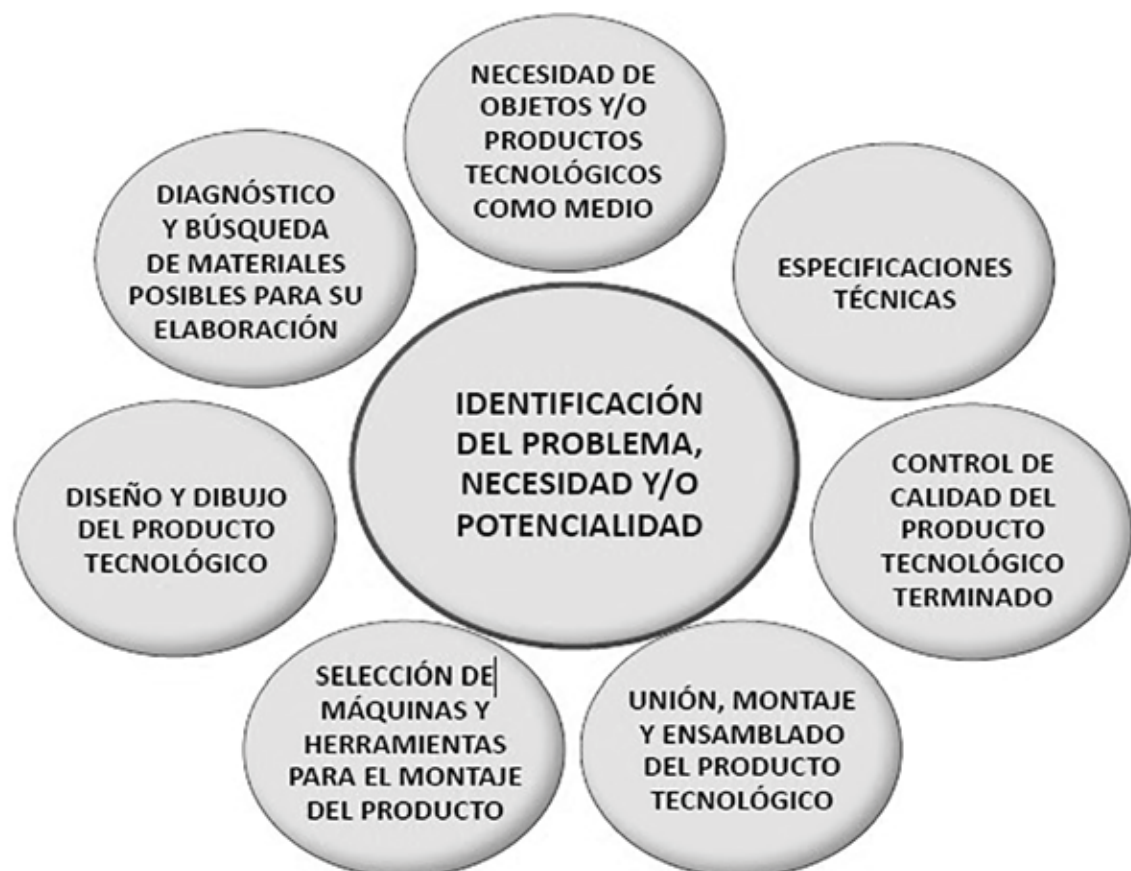 NECESIDAD DE
OBJETOS Y/O
PRODUCTOS
TECNOLÓGICOS
COMO MEDIO
DIAGNÓSTICO
Y BÚSQUEDA
DE MATERIALES
POSIBLES PARA SU
ELABORACIÓN
ESPECIFICACIONES
TÉCNICAS
IDENTIFICACIÓN
DEL PROBLEMA,
NECESIDAD Y/O
POTENCIALIDAD
DISEÑO Y DIBUJO
DEL PRODUCTO
TECNOLÓGICO
CONTROL DE
CALIDAD DEL
PRODUCTO
TECNOLÓGICO
TERMINADO
SELECCIÓN DE
MÁQUINAS Y
HERRAMIENTAS
PARA EL MONTAJE
DEL PRODUCTO
UNIÓN, MONTAJE
Y ENSAMBLADO
DEL PRODUCTO
TECNOLÓGICO